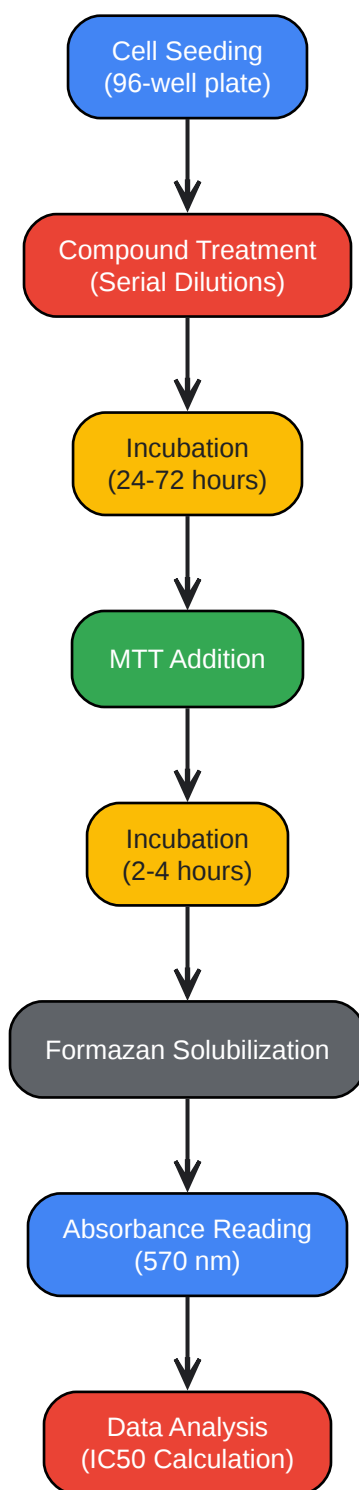 Cell Seeding
(96-well plate)
Compound Treatment
(Serial Dilutions)
Incubation
(24-72 hours)
MTT Addition
Incubation
(2-4 hours)
Formazan Solubilization
Absorbance Reading
(570 nm)
Data Analysis
(IC50 Calculation)